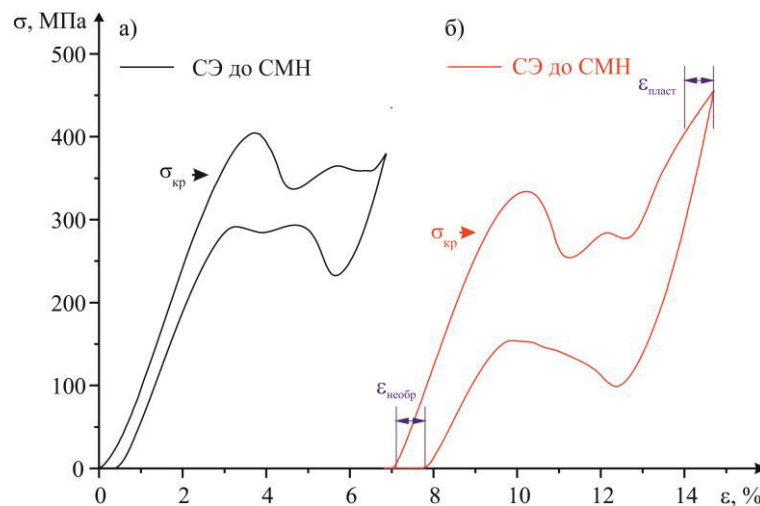 σ, МПа
а)
б)
СЭ до СМН
СЭ до СМН
500
400
300
200
100
0
εпласт
σкр
σкр
εнеобр
0
2
4
6
8
10
12
14
ε, %